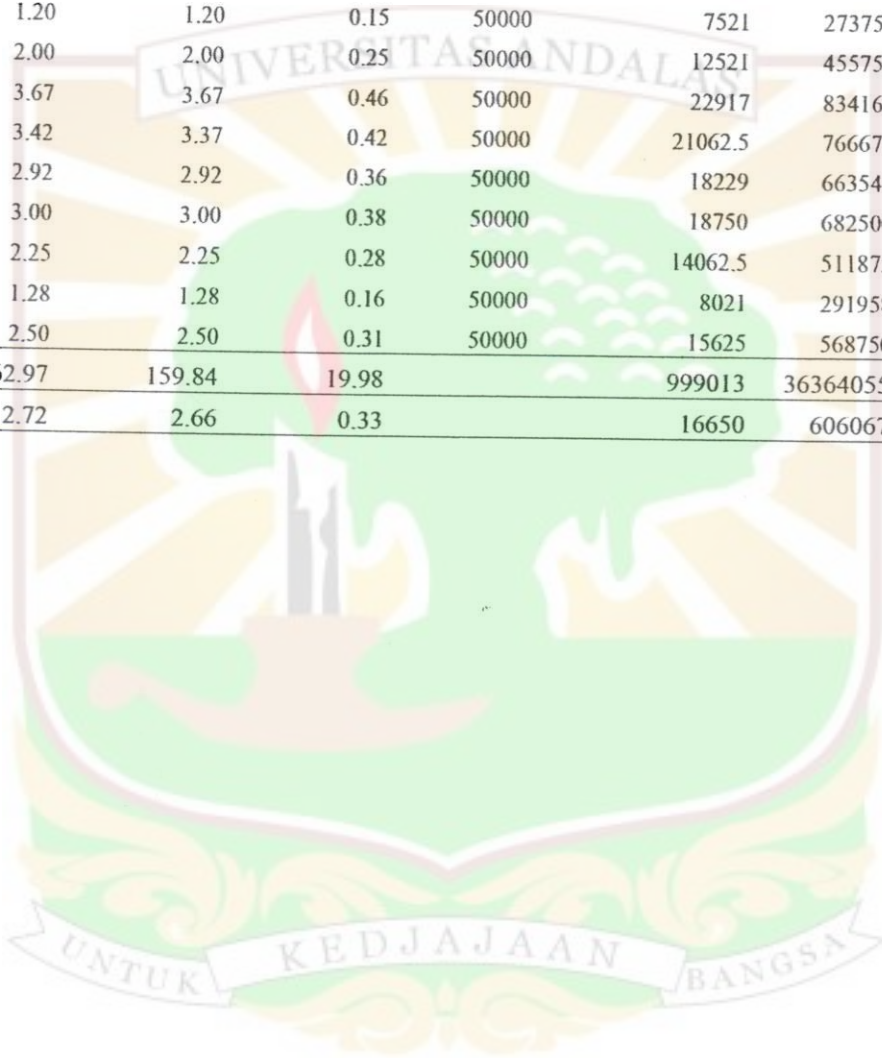 1.20 1.20 0.15 50000 7521 27375
2.00 2.00 0.25 50000 12521 45575
3.67 3.67 0.46 50000 22917 83416
3.42 3.37 0.42 50000 21062.5 76667
2.92 2.92 0.36 50000 18229 66354
3.00 3.00 0.38 50000 18750 68250
2.25 2.25 0.28 50000 14062.5 51187
1.28 1.28 0.16 50000 8021 29195
2.50 2.50 0.31 50000 15625 568750
2.97 159.84 19.98 999013 36364055
2.72 2.66 0.33 16650 606067
UNIVERSITAS ANDALAS
UNTUK KEDJAJAAN BANGSA